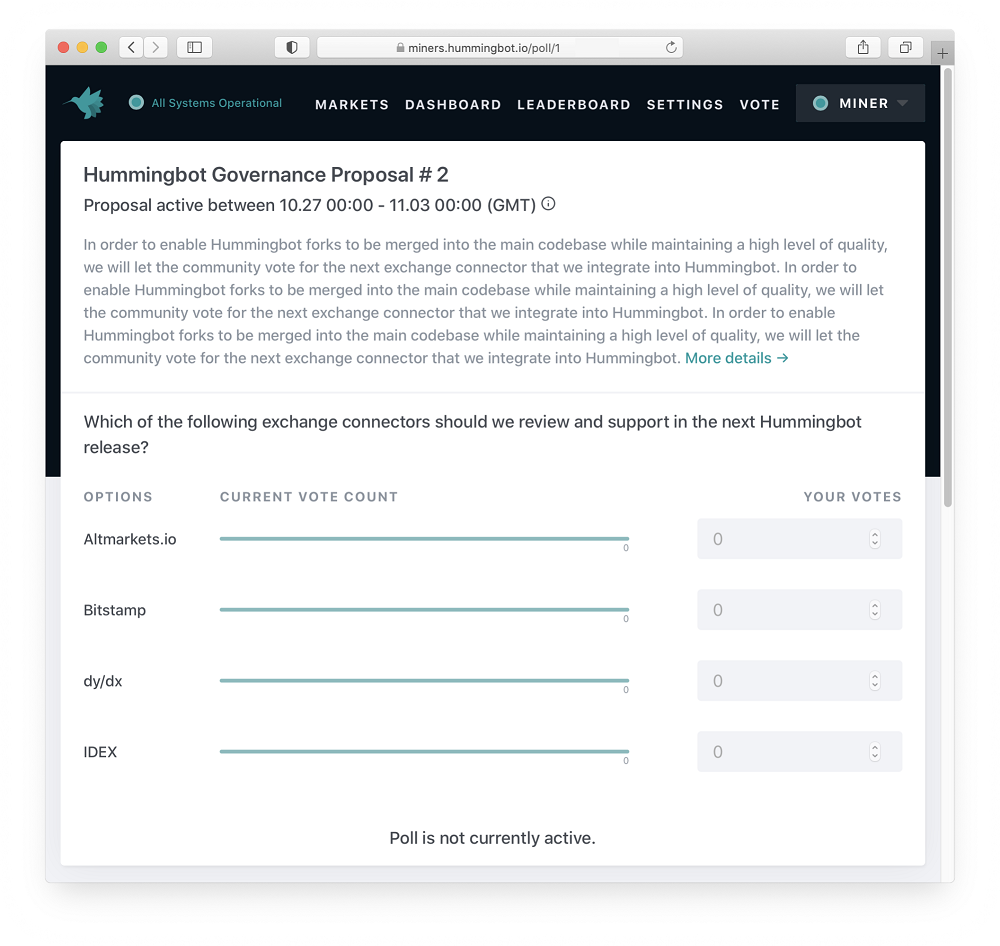 miners.hummingbot.io/poll/1
All Systems Operational
MARKETS DASHBOARD LEADERBOARD SETTINGS VOTE
MINER
Hummingbot Governance Proposal # 2
Proposal active between 10.27 00:00 - 11.03 00:00 (GMT)
In order to enable Hummingbot forks to be merged into the main codebase while maintaining a high level of quality,
we will let the community vote for the next exchange connector that we integrate into Hummingbot. In order to
enable Hummingbot forks to be merged into the main codebase while maintaining a high level of quality, we will let
the community vote for the next exchange connector that we integrate into Hummingbot. In order to enable
Hummingbot forks to be merged into the main codebase while maintaining a high level of quality, we will let the
community vote for the next exchange connector that we integrate into Hummingbot. More details →
Which of the following exchange connectors should we review and support in the next Hummingbot
release?
OPTIONS CURRENT VOTE COUNT YOUR VOTES
Altmarkets.io 0 0
Bitstamp 0 0
dy/dx 0 0
IDEX 0 0
Poll is not currently active.